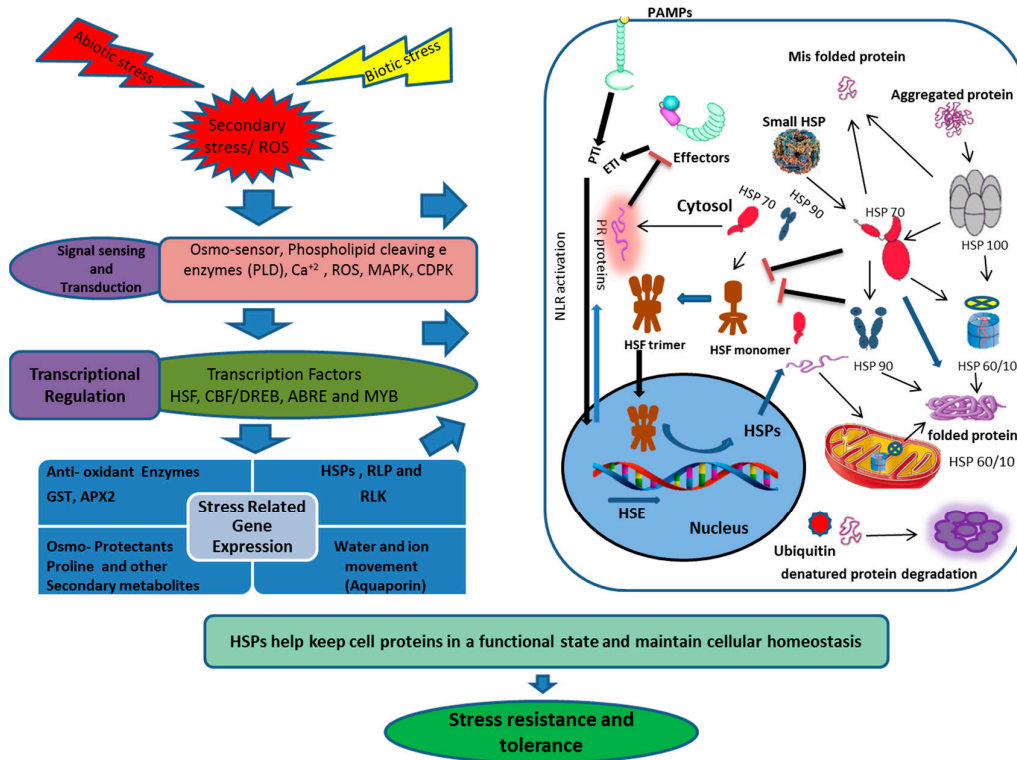 Abiotic stress
Biotic stress
Secondary
stress/ ROS
Signal sensing
and
Transduction
Osmo-sensor, Phospholipid cleaving e
enzymes (PLD), Ca⁺² , ROS, MAPK, CDPK
Transcriptional
Regulation
Transcription Factors
HSF, CBF/DREB, ABRE and MYB
Anti- oxidant Enzymes
GST, APX2
HSPs , RLP and
RLK
Stress Related
Gene
Expression
Osmo- Protectants
Proline and other
Secondary metabolites
Water and ion
movement
(Aquaporin)
PAMPs
PTI
ETI
Effectors
NLR activation
PR proteins
Cytosol
HSP 70
HSP 90
Small HSP
Mis folded protein
Aggregated protein
HSP 70
HSP 100
HSF trimer
HSF monomer
HSP 90
HSP 60/10
folded protein
HSP 60/10
HSPs
HSE
Nucleus
Ubiquitin
denatured protein degradation
HSPs help keep cell proteins in a functional state and maintain cellular homeostasis
Stress resistance and
tolerance